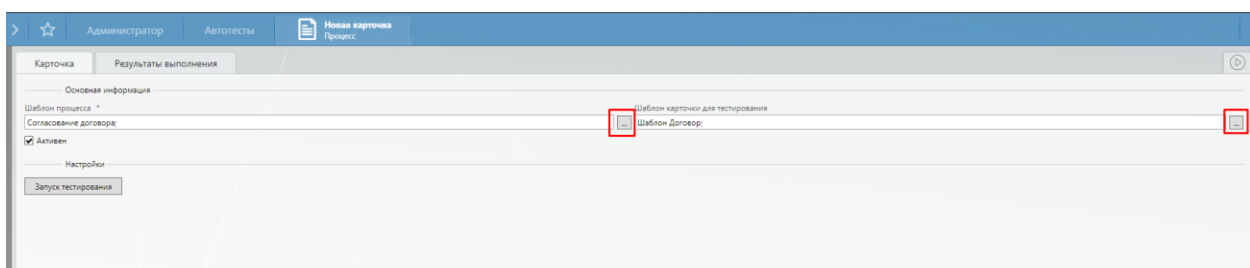 Администратор Автотесты Новая карточка
Процесс
Карточка Результаты выполнения
Основная информация
Шаблон процесса * Шаблон карточки для тестирования
Согласование договора; ... Шаблон Договор; ...
Активен
Настройки
Запуск тестирования